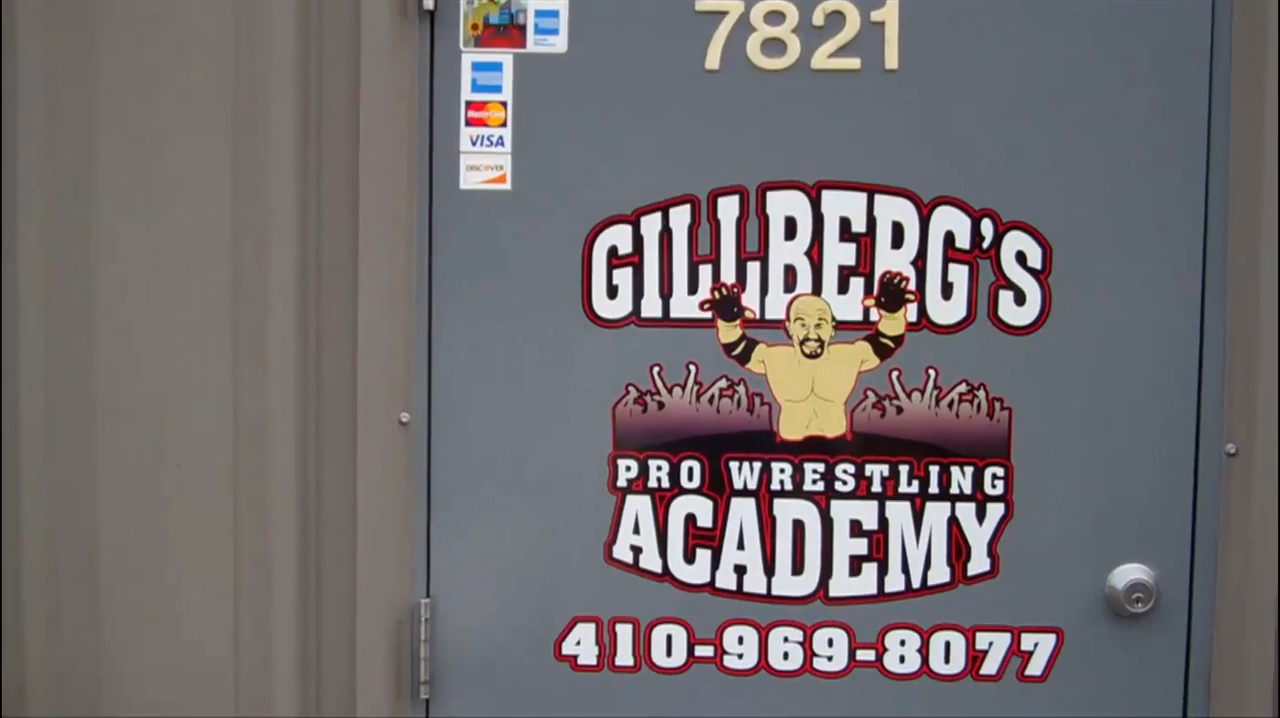 7821
MasterCard
VISA
DISCOVER
GILLBERG'S
PRO WRESTLING
ACADEMY
410-969-8077